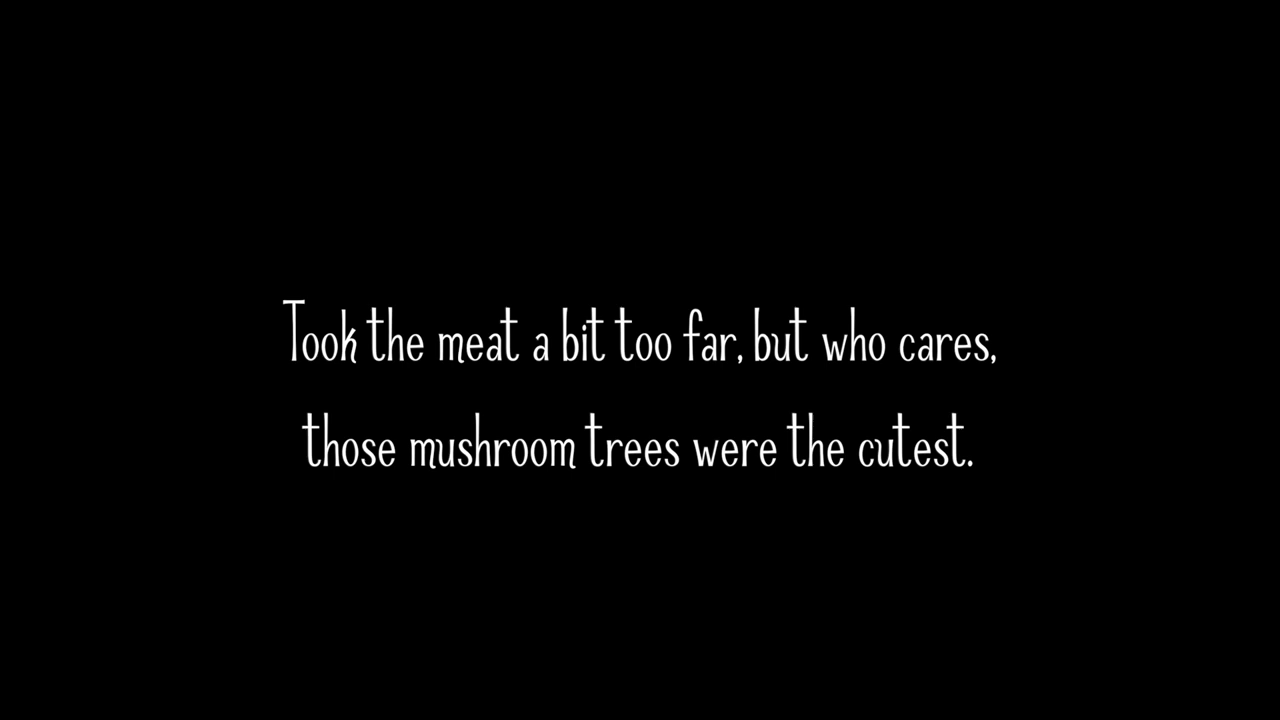 Took the meat a bit too far, but who cares,
those mushroom trees were the cutest.